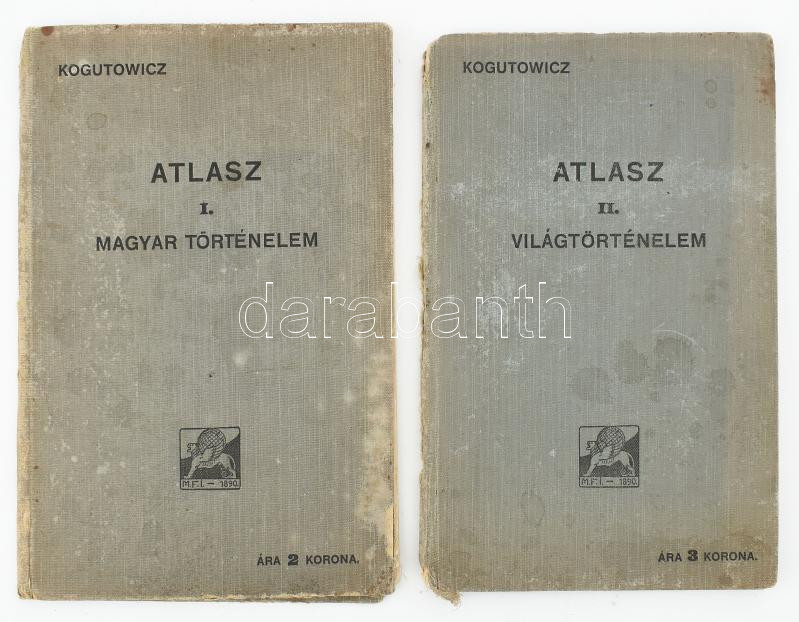 KOGUTOWICZ
ATLASZ
I.
MAGYAR TÖRTÉNELEM
M.F.I. — 1890.
ÁRA 2 KORONA.
KOGUTOWICZ
ATLASZ
II.
VILÁGTÖRTÉNELEM
M.F.I. — 1890.
ÁRA 3 KORONA.
darabanth